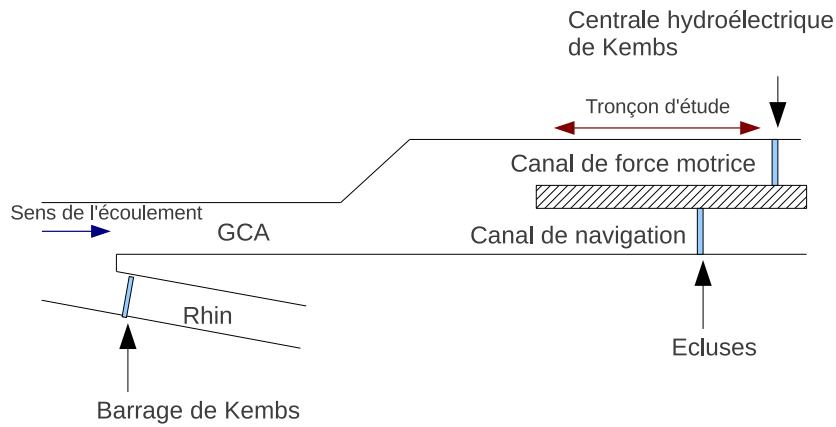 Centrale hydroélectrique
de Kembs
Tronçon d'étude
Canal de force motrice
Sens de l'écoulement
GCA
Canal de navigation
Rhin
Ecluses
Barrage de Kembs